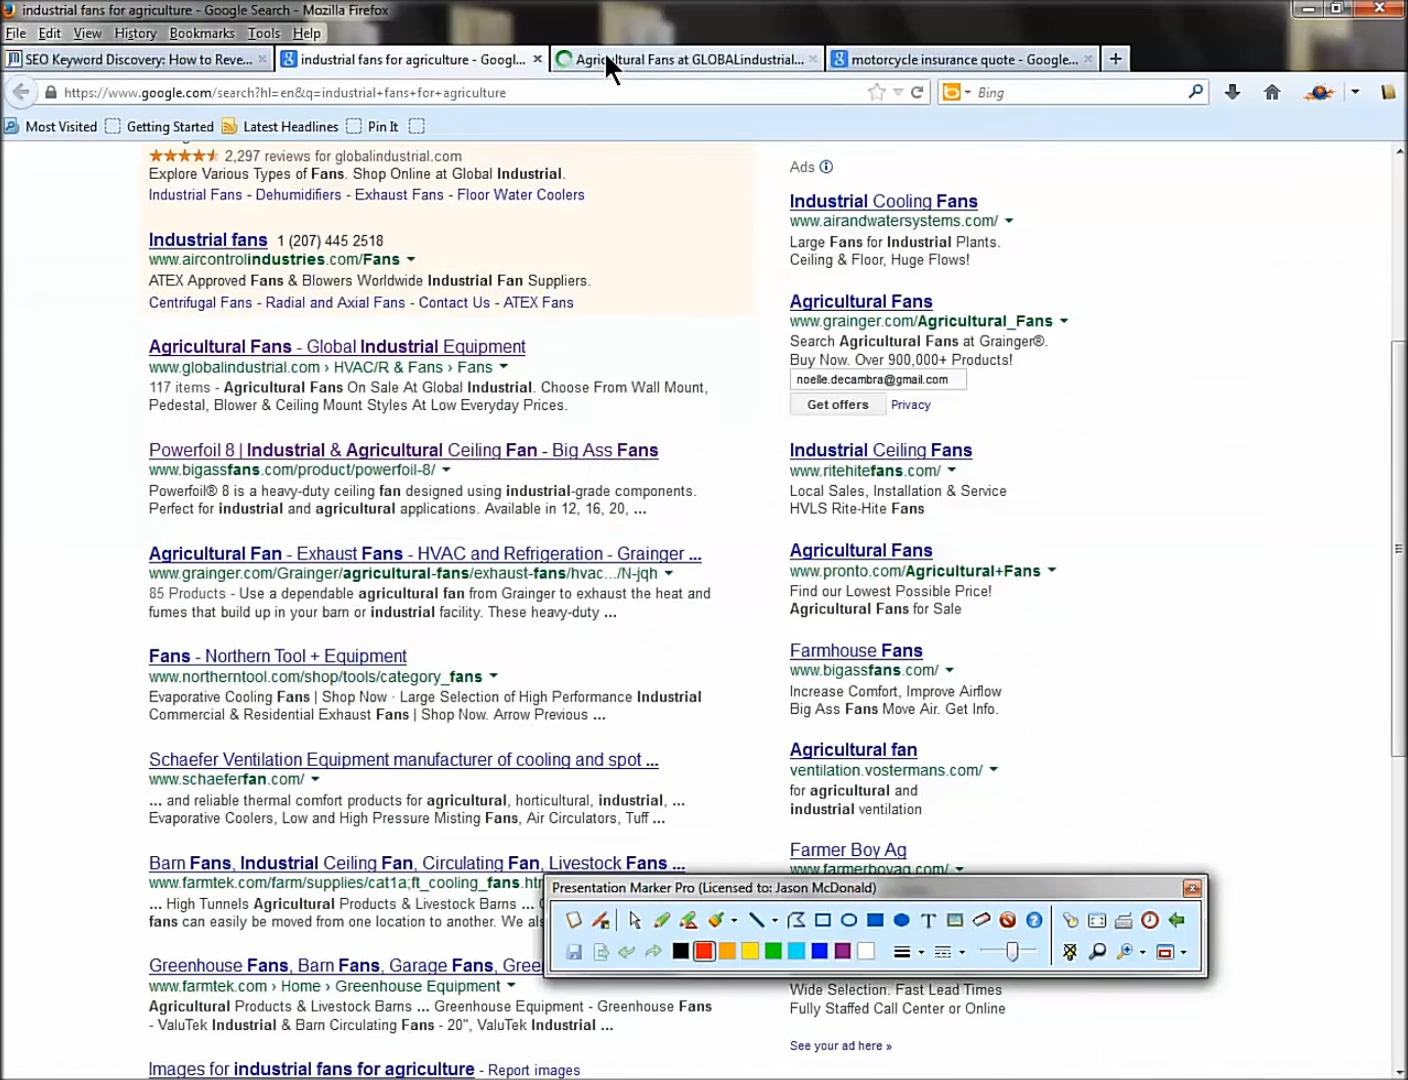 industrial fans for agriculture - Google Search - Mozilla Firefox
File Edit View History Bookmarks Tools Help
SEO Keyword Discovery: How to Reve...
industrial fans for agriculture - Googl...
Agricultural Fans at GLOBALindustrial...
motorcycle insurance quote - Google...
https://www.google.com/search?hl=en&q=industrial+fans+for+agriculture
Bing
Most Visited Getting Started Latest Headlines Pin It
2,297 reviews for globalindustrial.com
Explore Various Types of Fans. Shop Online at Global Industrial.
Industrial Fans - Dehumidifiers - Exhaust Fans - Floor Water Coolers
Industrial fans 1 (207) 445 2518
www.aircontrolindustries.com/Fans
ATEX Approved Fans & Blowers Worldwide Industrial Fan Suppliers.
Centrifugal Fans - Radial and Axial Fans - Contact Us - ATEX Fans
Agricultural Fans - Global Industrial Equipment
www.globalindustrial.com › HVAC/R & Fans › Fans
117 items - Agricultural Fans On Sale At Global Industrial. Choose From Wall Mount,
Pedestal, Blower & Ceiling Mount Styles At Low Everyday Prices.
Powerfoil 8 | Industrial & Agricultural Ceiling Fan - Big Ass Fans
www.bigassfans.com/product/powerfoil-8/
Powerfoil® 8 is a heavy-duty ceiling fan designed using industrial-grade components.
Perfect for industrial and agricultural applications. Available in 12, 16, 20, ...
Agricultural Fan - Exhaust Fans - HVAC and Refrigeration - Grainger ...
www.grainger.com/Grainger/agricultural-fans/exhaust-fans/hvac.../N-jqh
85 Products - Use a dependable agricultural fan from Grainger to exhaust the heat and
fumes that build up in your barn or industrial facility. These heavy-duty ...
Fans - Northern Tool + Equipment
www.northerntool.com/shop/tools/category_fans
Evaporative Cooling Fans | Shop Now · Large Selection of High Performance Industrial
Commercial & Residential Exhaust Fans | Shop Now. Arrow Previous ...
Schaefer Ventilation Equipment manufacturer of cooling and spot ...
www.schaeferfan.com/
... and reliable thermal comfort products for agricultural, horticultural, industrial, ...
Evaporative Coolers, Low and High Pressure Misting Fans, Air Circulators, Tuff ...
Barn Fans, Industrial Ceiling Fan, Circulating Fan, Livestock Fans ...
www.farmtek.com/farm/supplies/cat1a;ft_cooling_fans.htm
... High Tunnels Agricultural Products & Livestock Barns ... Green
fans can easily be moved from one location to another. We als
Greenhouse Fans, Barn Fans, Garage Fans, Gree
www.farmtek.com › Home › Greenhouse Equipment
Agricultural Products & Livestock Barns ... Greenhouse Equipment - Greenhouse Fans
- ValuTek Industrial & Barn Circulating Fans - 20", ValuTek Industrial ...
Images for industrial fans for agriculture - Report images
Ads
Industrial Cooling Fans
www.airandwatersystems.com/
Large Fans for Industrial Plants.
Ceiling & Floor, Huge Flows!
Agricultural Fans
www.grainger.com/Agricultural_Fans
Search Agricultural Fans at Grainger®.
Buy Now. Over 900,000+ Products!
noelle.decambra@gmail.com
Get offers Privacy
Industrial Ceiling Fans
www.ritehitefans.com/
Local Sales, Installation & Service
HVLS Rite-Hite Fans
Agricultural Fans
www.pronto.com/Agricultural+Fans
Find our Lowest Possible Price!
Agricultural Fans for Sale
Farmhouse Fans
www.bigassfans.com/
Increase Comfort, Improve Airflow
Big Ass Fans Move Air. Get Info.
Agricultural fan
ventilation.vostermans.com/
for agricultural and
industrial ventilation
Farmer Boy Ag
www.farmerboyag.com/
Presentation Marker Pro (Licensed to: Jason McDonald)
Wide Selection. Fast Lead Times
Fully Staffed Call Center or Online
See your ad here »